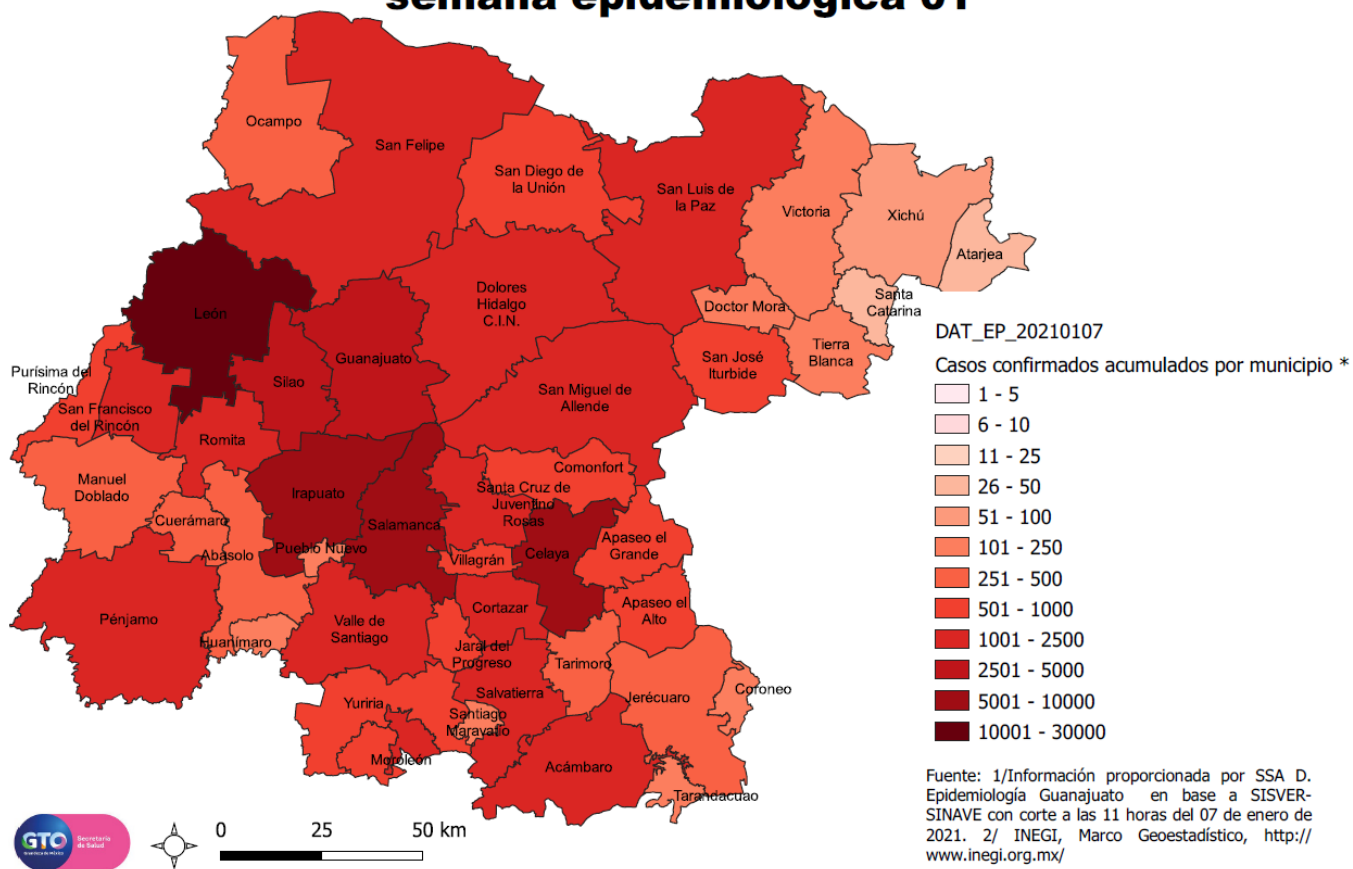 semana epidemiológica 01
Ocampo
San Felipe
San Diego de
la Unión
San Luis de
la Paz
Victoria
Xichú
Atarjea
León
Dolores
Hidalgo
C.I.N.
Doctor Mora
Santa
Catarina
Guanajuato
Silao
San José
Iturbide
Tierra
Blanca
Purísima del
Rincón
San Francisco
del Rincón
San Miguel de
Allende
Romita
Manuel
Doblado
Irapuato
Comonfort
Santa Cruz de
Juventino
Rosas
Cuerámaro
Salamanca
Abasolo
Pueblo Nuevo
Villagrán
Celaya
Apaseo el
Grande
Pénjamo
Valle de
Santiago
Cortazar
Apaseo el
Alto
Huanímaro
Jaral del
Progreso
Tarimoro
Yuriria
Salvatierra
Jerécuaro
Coroneo
Santiago
Maravatío
Moroleón
Acámbaro
Tarandacuao
DAT_EP_20210107
Casos confirmados acumulados por municipio *
1 - 5
6 - 10
11 - 25
26 - 50
51 - 100
101 - 250
251 - 500
501 - 1000
1001 - 2500
2501 - 5000
5001 - 10000
10001 - 30000
Fuente: 1/Información proporcionada por SSA D.
Epidemiología Guanajuato en base a SISVER-
SINAVE con corte a las 11 horas del 07 de enero de
2021. 2/ INEGI, Marco Geoestadístico, http://
www.inegi.org.mx/
GTO
Secretaría
de Salud
0 25 50 km